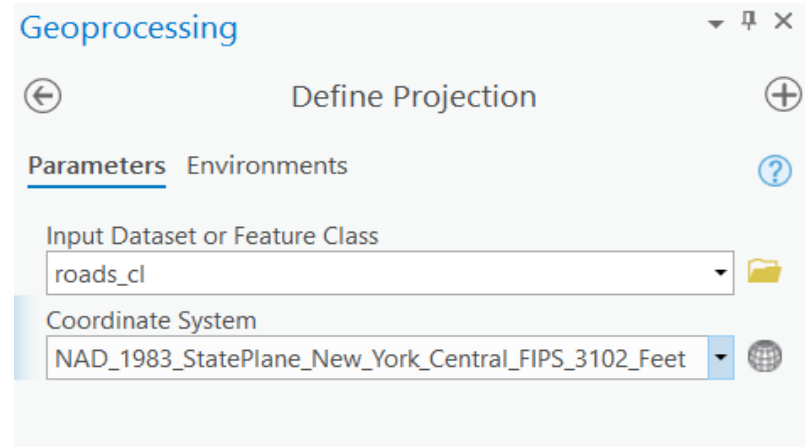 Geoprocessing
Define Projection
Parameters Environments
Input Dataset or Feature Class
roads_cl
Coordinate System
NAD_1983_StatePlane_New_York_Central_FIPS_3102_Feet